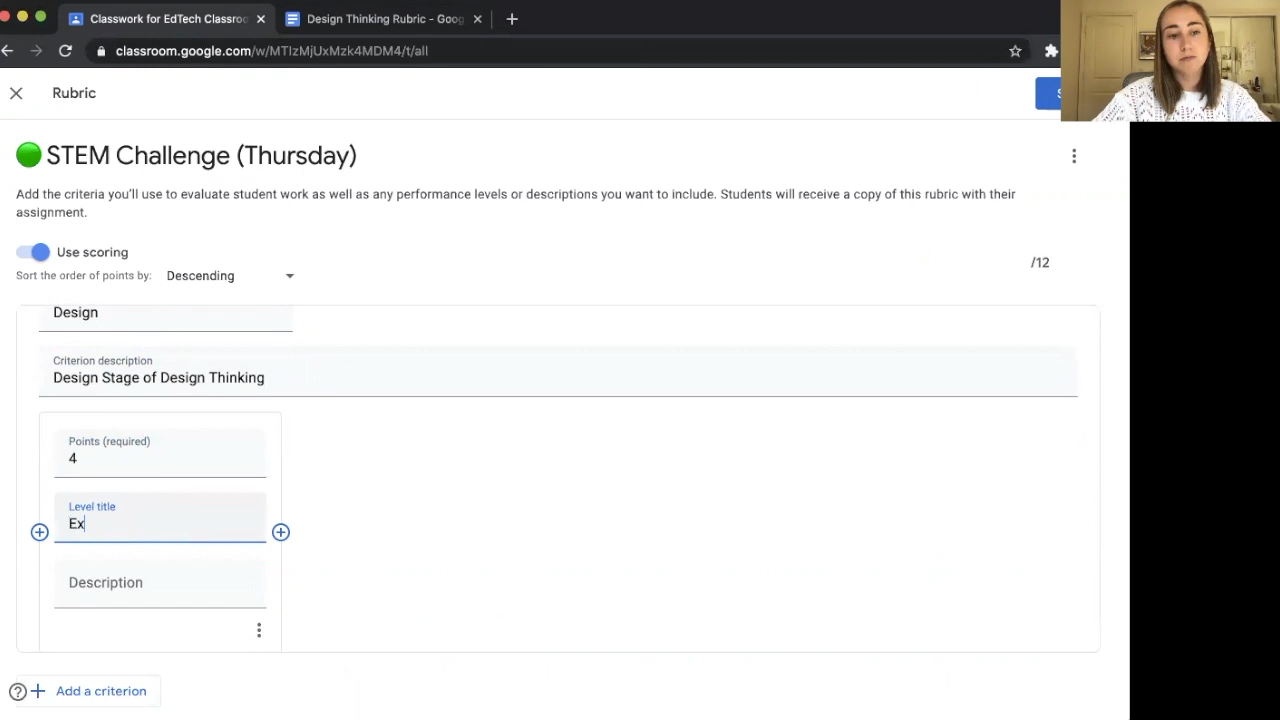 Classwork for EdTech Classroo
Design Thinking Rubric - Goog
classroom.google.com/w/MTIzMjUxMzk4MDM4/t/all
Rubric
S
STEM Challenge (Thursday)
Add the criteria you'll use to evaluate student work as well as any performance levels or descriptions you want to include. Students will receive a copy of this rubric with their
assignment.
Use scoring
Sort the order of points by: Descending
/12
Design
Criterion description
Design Stage of Design Thinking
Points (required)
4
Level title
Ex
Description
Add a criterion